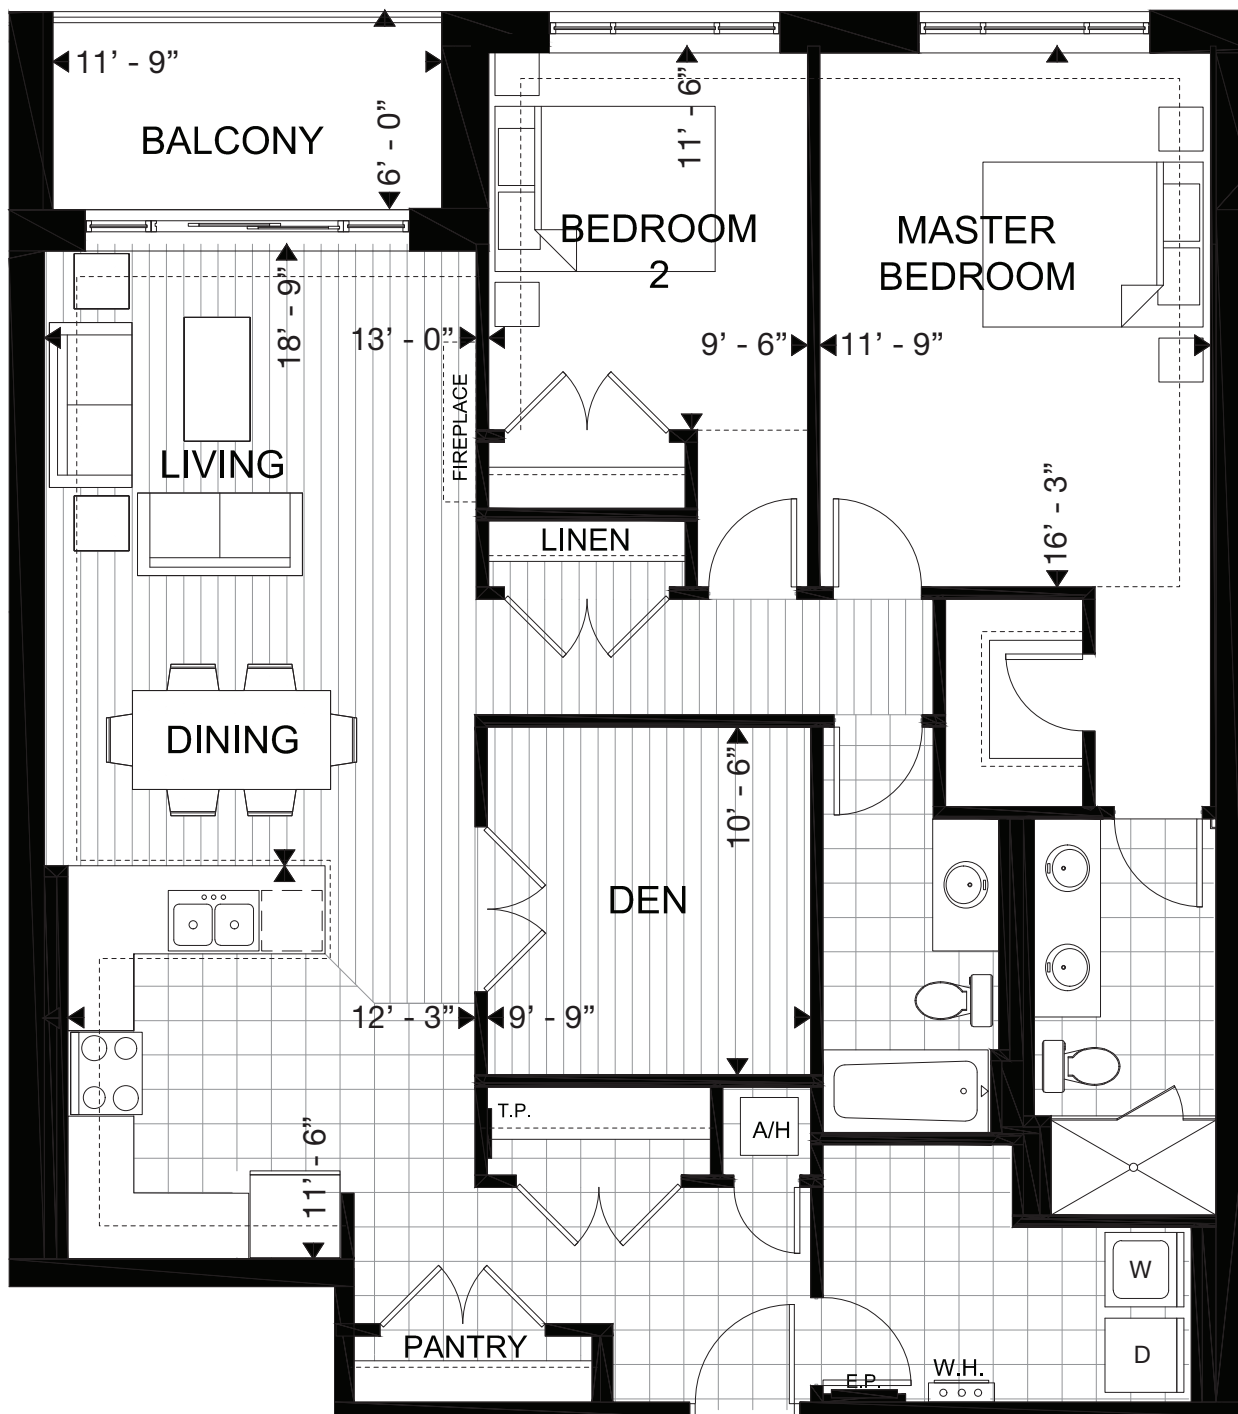 11' - 9"
BALCONY
6' - 0"
11' - 6"
BEDROOM
2
MASTER
BEDROOM
18' - 9"
13' - 0"
9' - 6"
11' - 9"
FIREPLACE
LIVING
16' - 3"
LINEN
DINING
10' - 6"
DEN
12' - 3"
9' - 9"
T.P.
A/H
11' - 6"
W
PANTRY
D
E.P.
W.H.